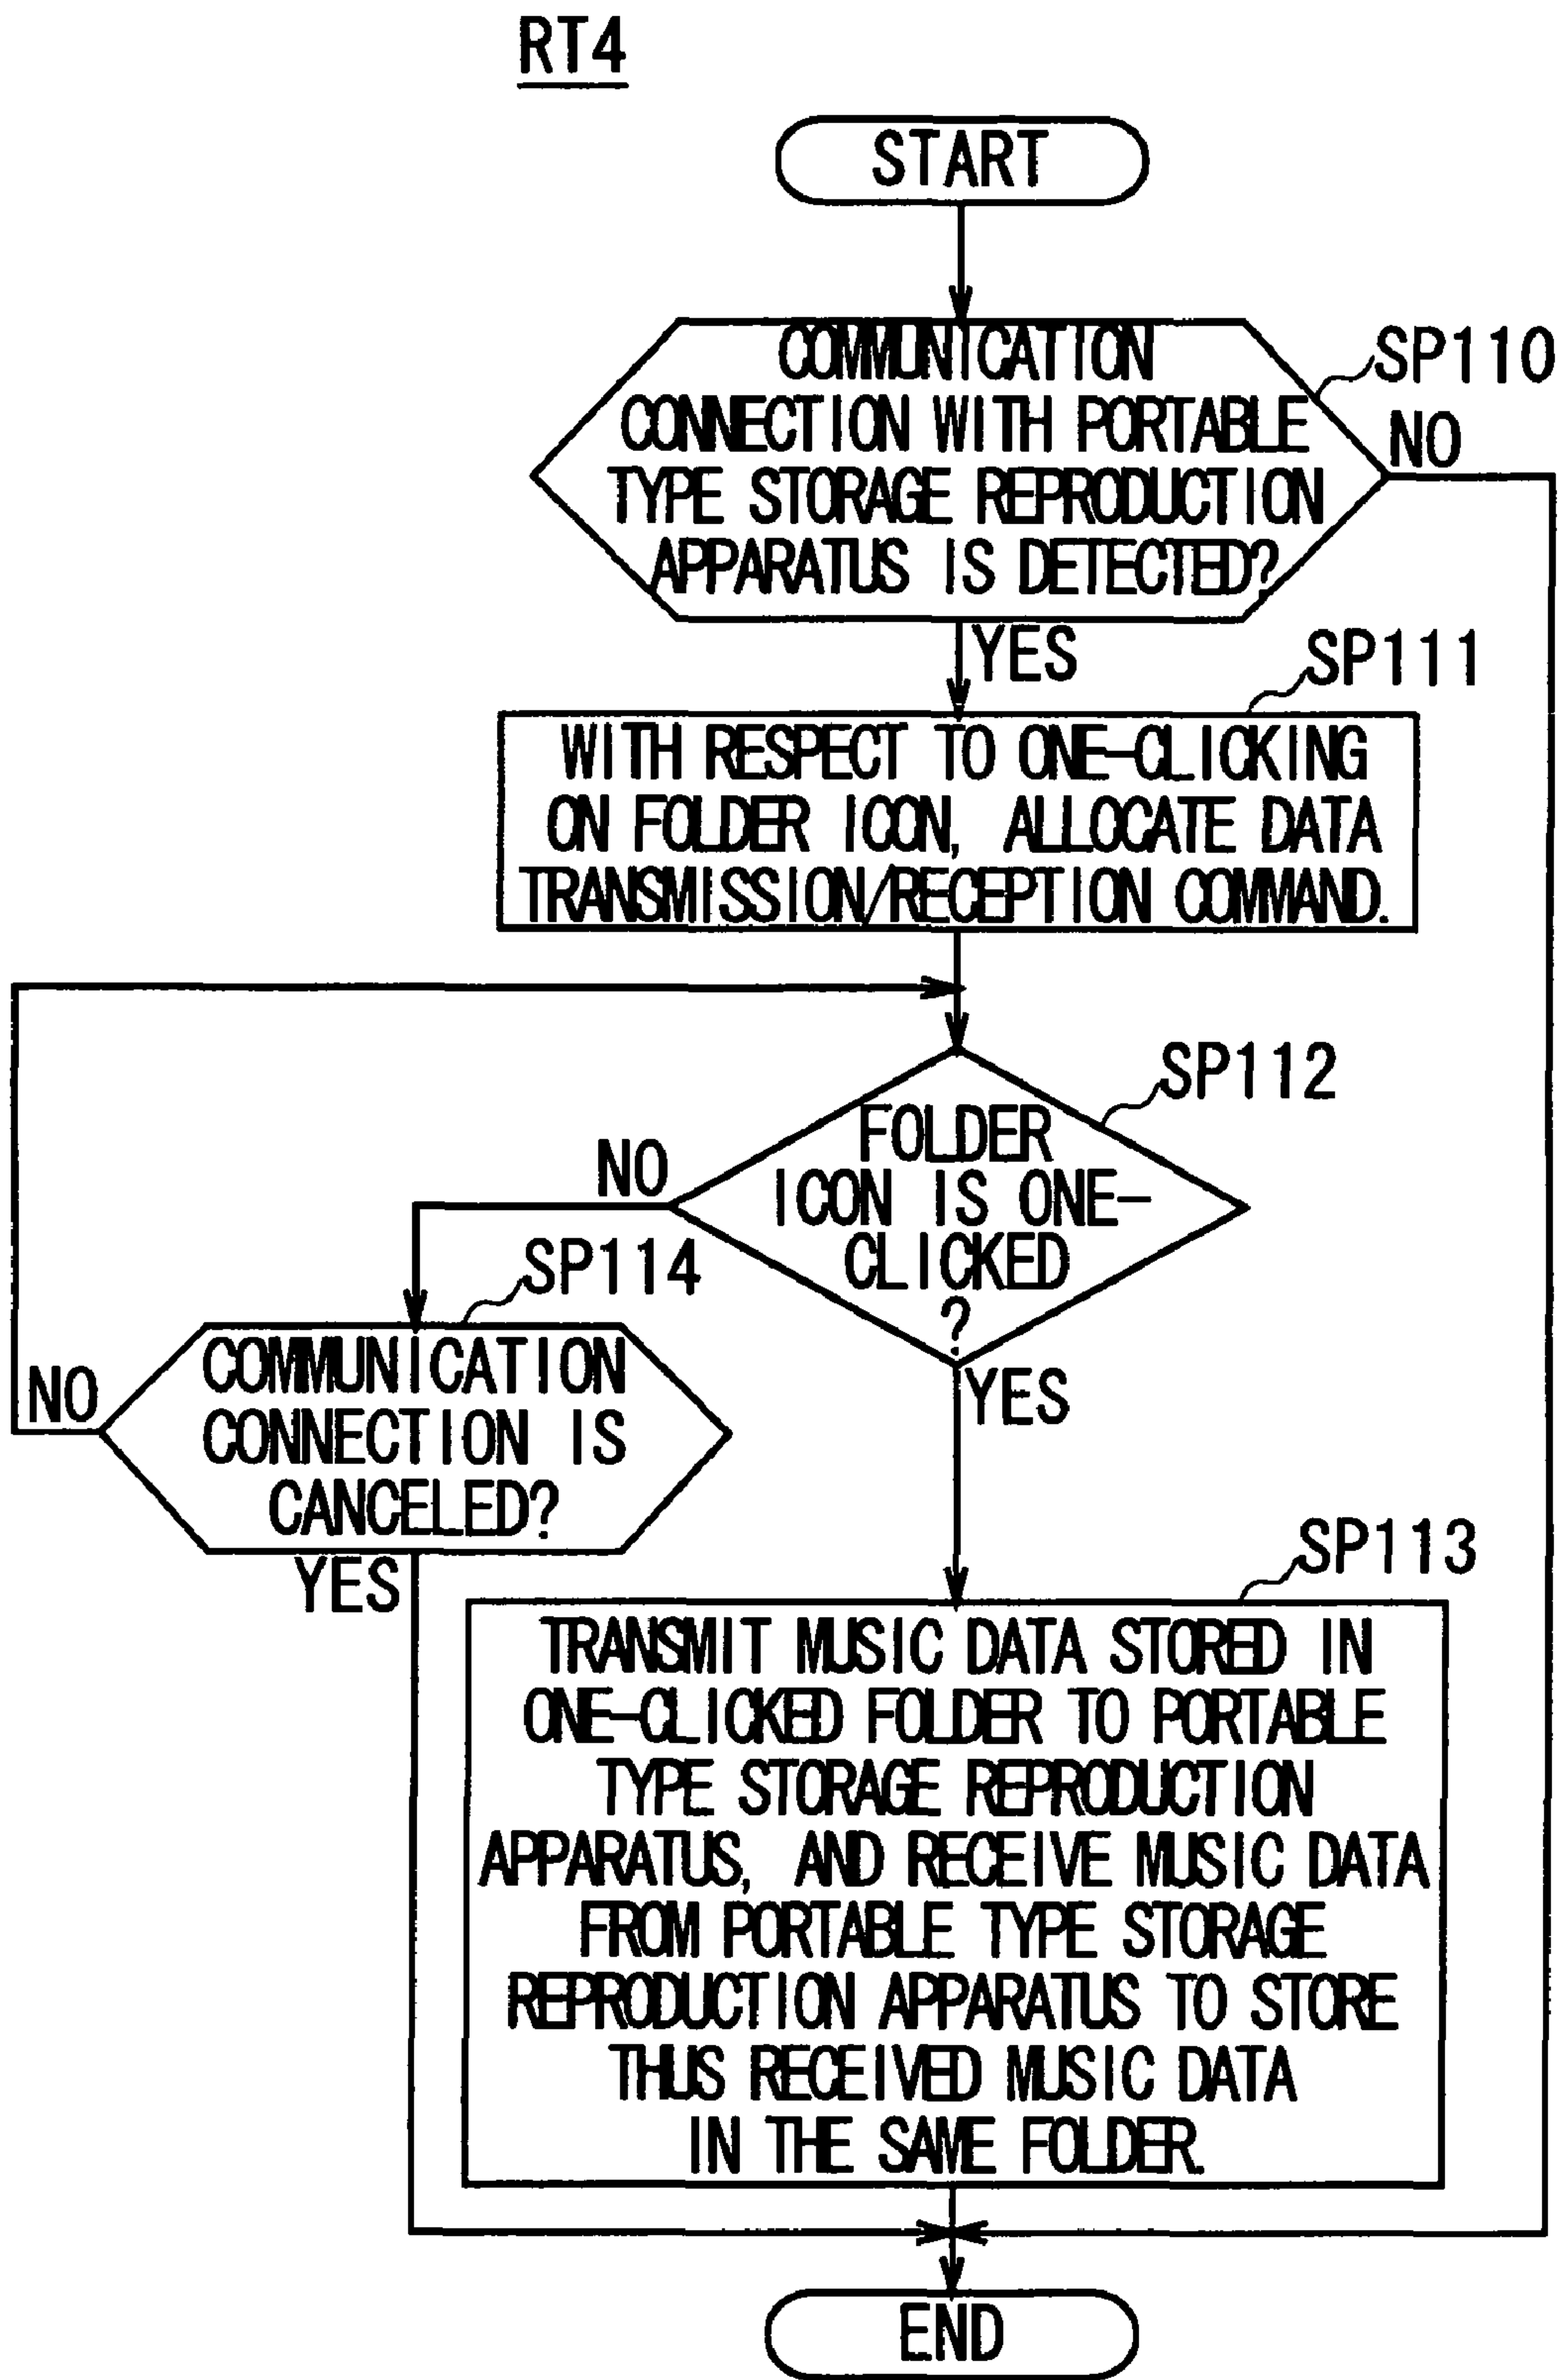 RT4
START
COMMUNICATION
CONNECTION WITH PORTABLE
TYPE STORAGE REPRODUCTION
APPARATUS IS DETECTED?
SP110
NO
YES
SP111
WITH RESPECT TO ONE-CLICKING
ON FOLDER ICON, ALLOCATE DATA
TRANSMISSION/RECEPTION COMMAND.
SP112
FOLDER
ICON IS ONE-
CLICKED
?
NO
YES
SP114
COMMUNICATION
CONNECTION IS
CANCELED?
NO
YES
SP113
TRANSMIT MUSIC DATA STORED IN
ONE-CLICKED FOLDER TO PORTABLE
TYPE STORAGE REPRODUCTION
APPARATUS, AND RECEIVE MUSIC DATA
FROM PORTABLE TYPE STORAGE
REPRODUCTION APPARATUS TO STORE
THUS RECEIVED MUSIC DATA
IN THE SAME FOLDER.
END